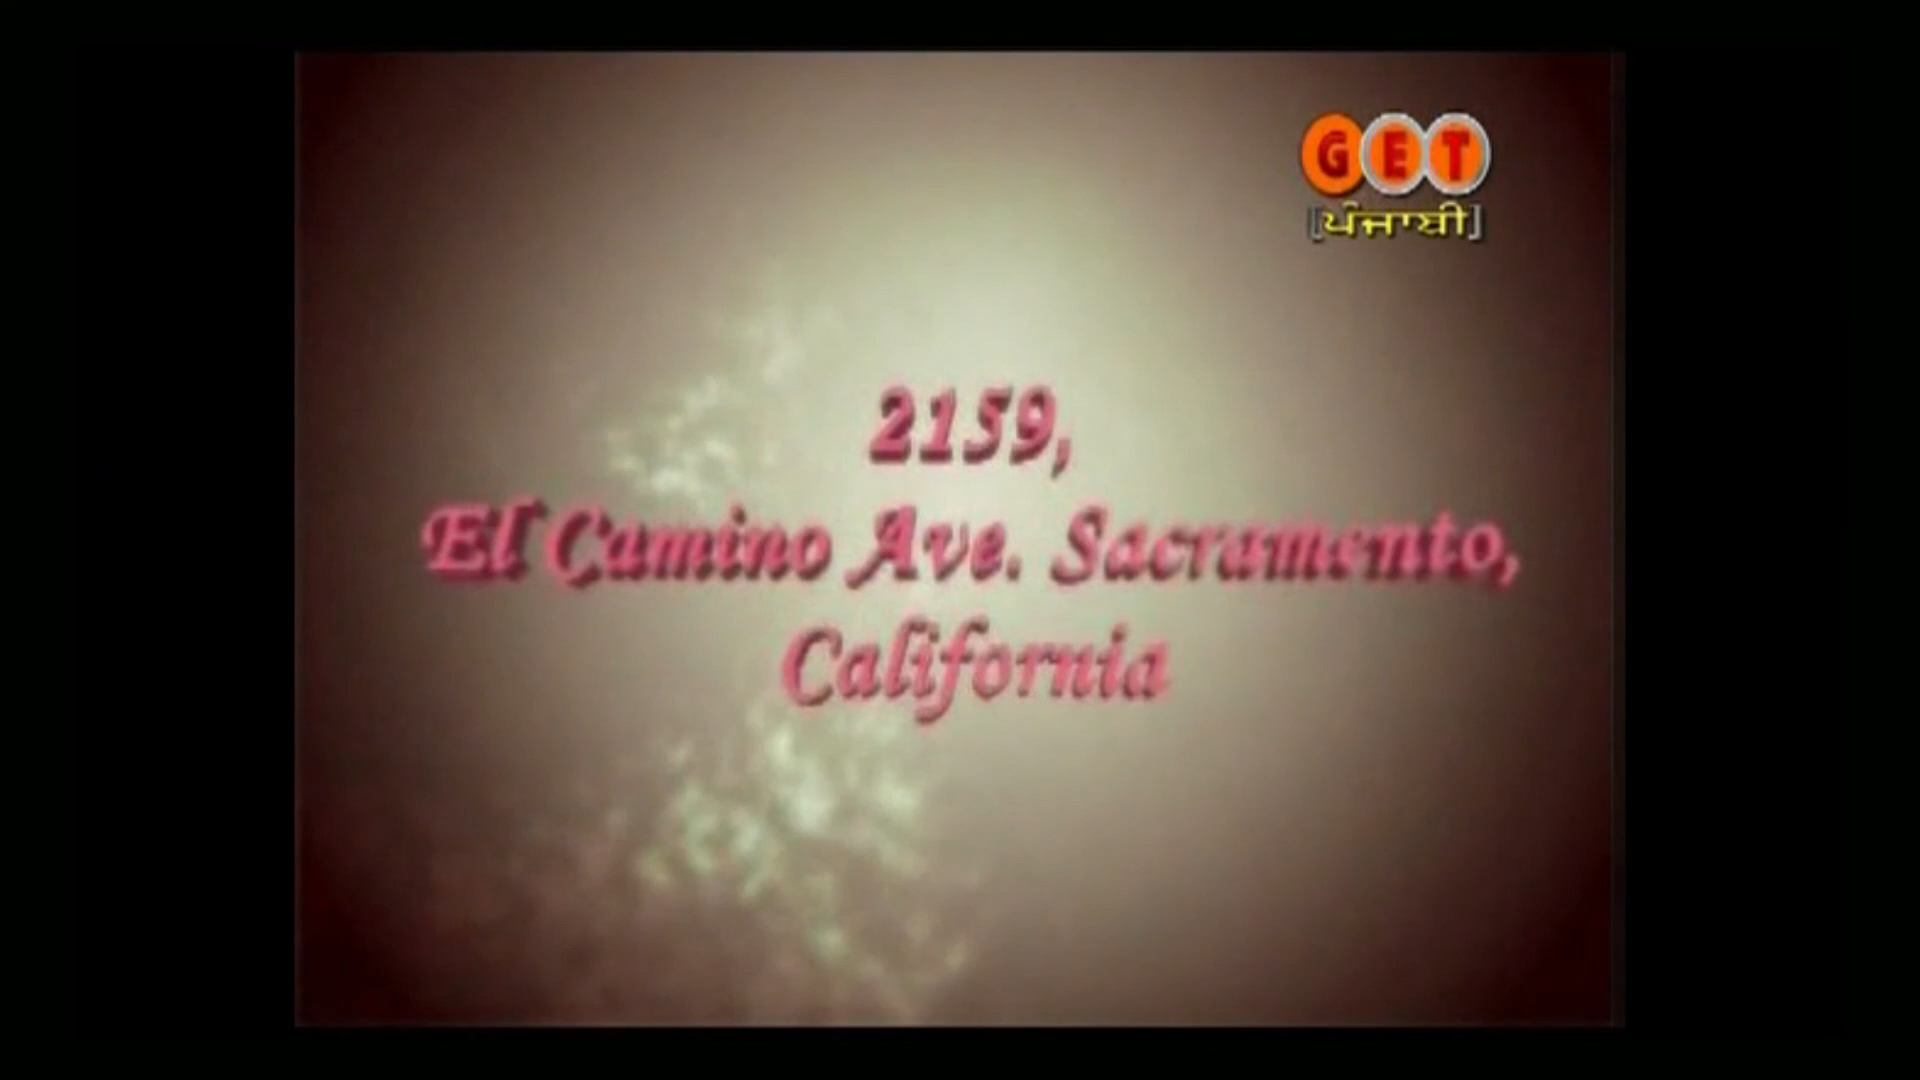 GET
[ਪੰਜਾਬੀ]
2159,
El Camino Ave. Sacramento,
California